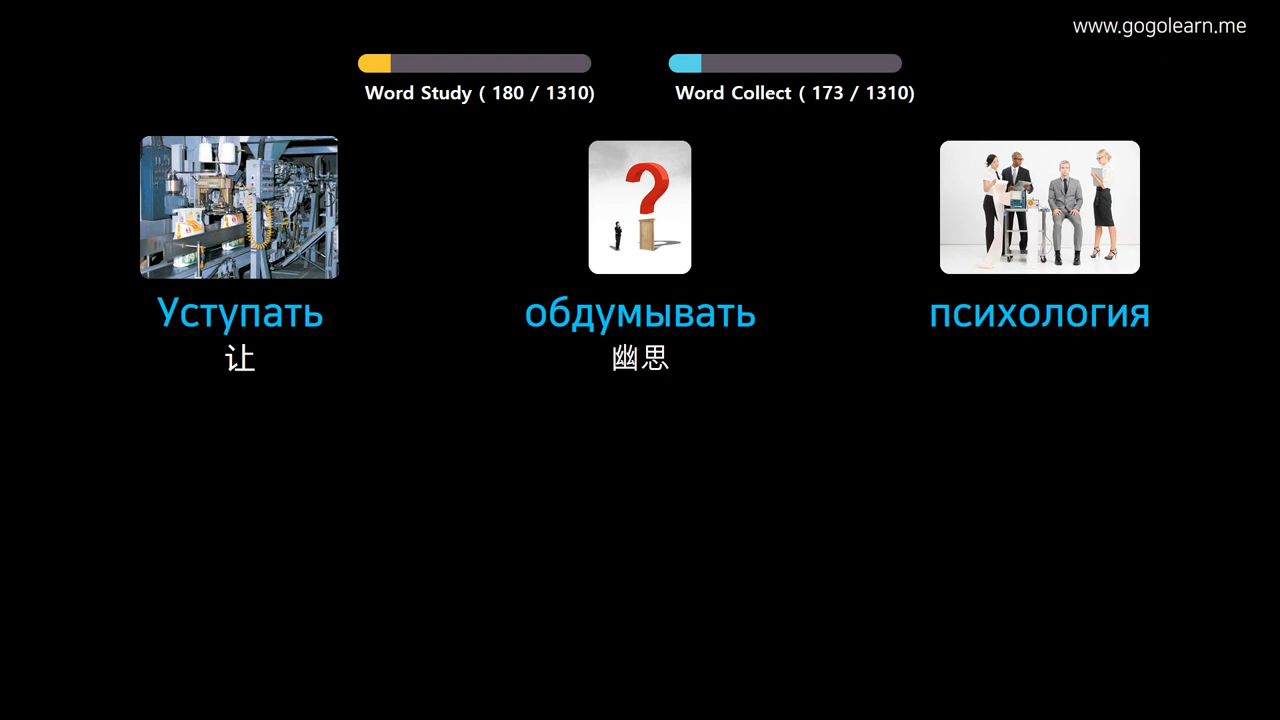 www.gogolearn.me
Word Study ( 180 / 1310)
Word Collect ( 173 / 1310)
Уступать
обдумывать
психология
让
幽思